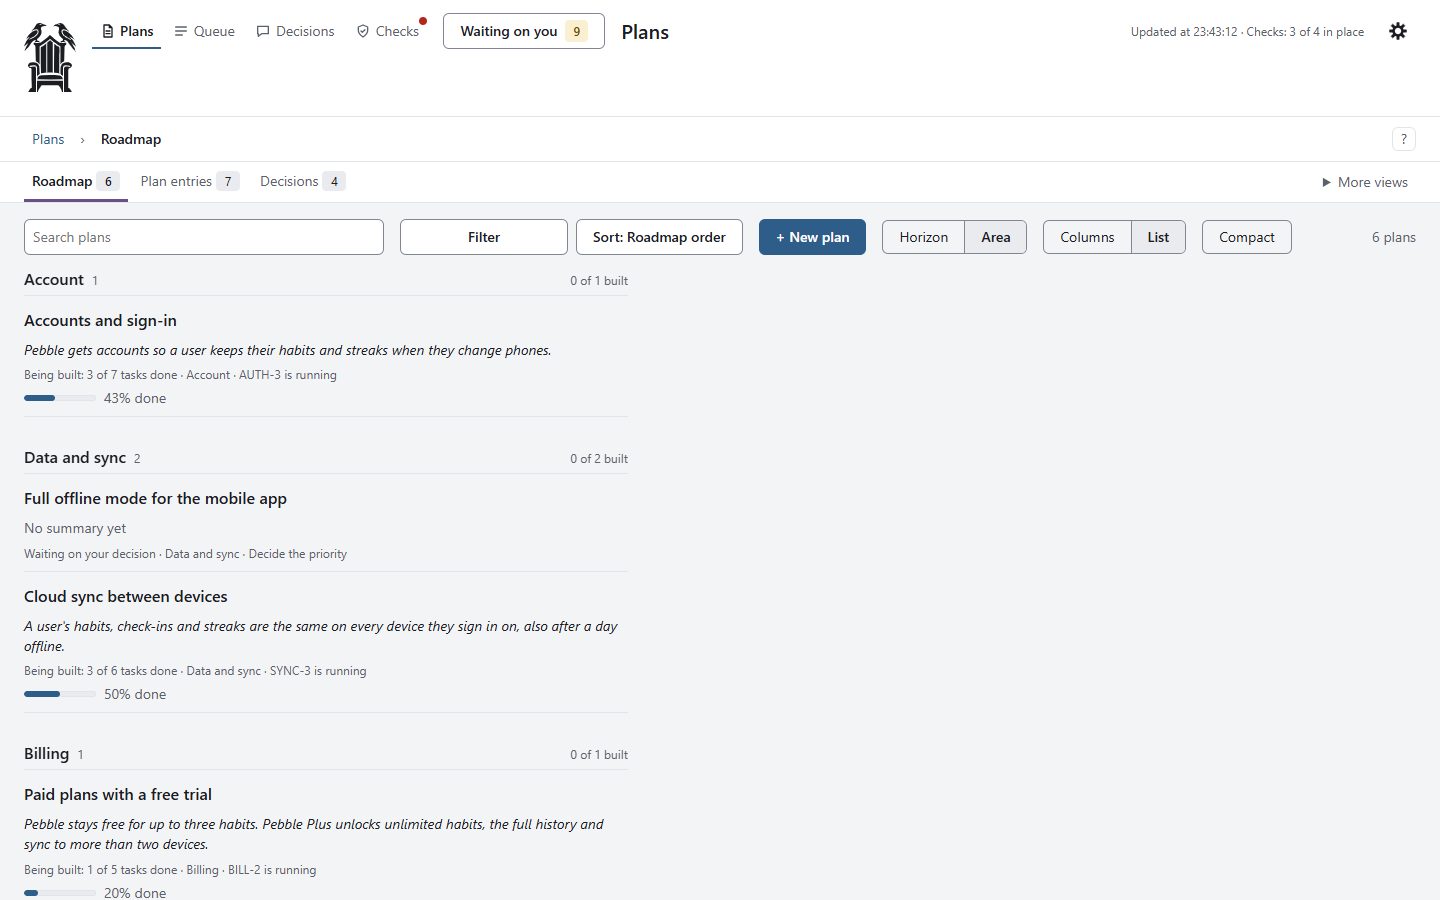 Plans
Queue
Decisions
Checks
Waiting on you 9
Plans
Updated at 23:43:12 · Checks: 3 of 4 in place
Plans › Roadmap
?
Roadmap 6
Plan entries 7
Decisions 4
▶ More views
Search plans
Filter
Sort: Roadmap order
+ New plan
Horizon
Area
Columns
List
Compact
6 plans
Account 1
0 of 1 built
Accounts and sign-in
Pebble gets accounts so a user keeps their habits and streaks when they change phones.
Being built: 3 of 7 tasks done · Account · AUTH-3 is running
43% done
Data and sync 2
0 of 2 built
Full offline mode for the mobile app
No summary yet
Waiting on your decision · Data and sync · Decide the priority
Cloud sync between devices
A user's habits, check-ins and streaks are the same on every device they sign in on, also after a day
offline.
Being built: 3 of 6 tasks done · Data and sync · SYNC-3 is running
50% done
Billing 1
0 of 1 built
Paid plans with a free trial
Pebble stays free for up to three habits. Pebble Plus unlocks unlimited habits, the full history and
sync to more than two devices.
Being built: 1 of 5 tasks done · Billing · BILL-2 is running
20% done